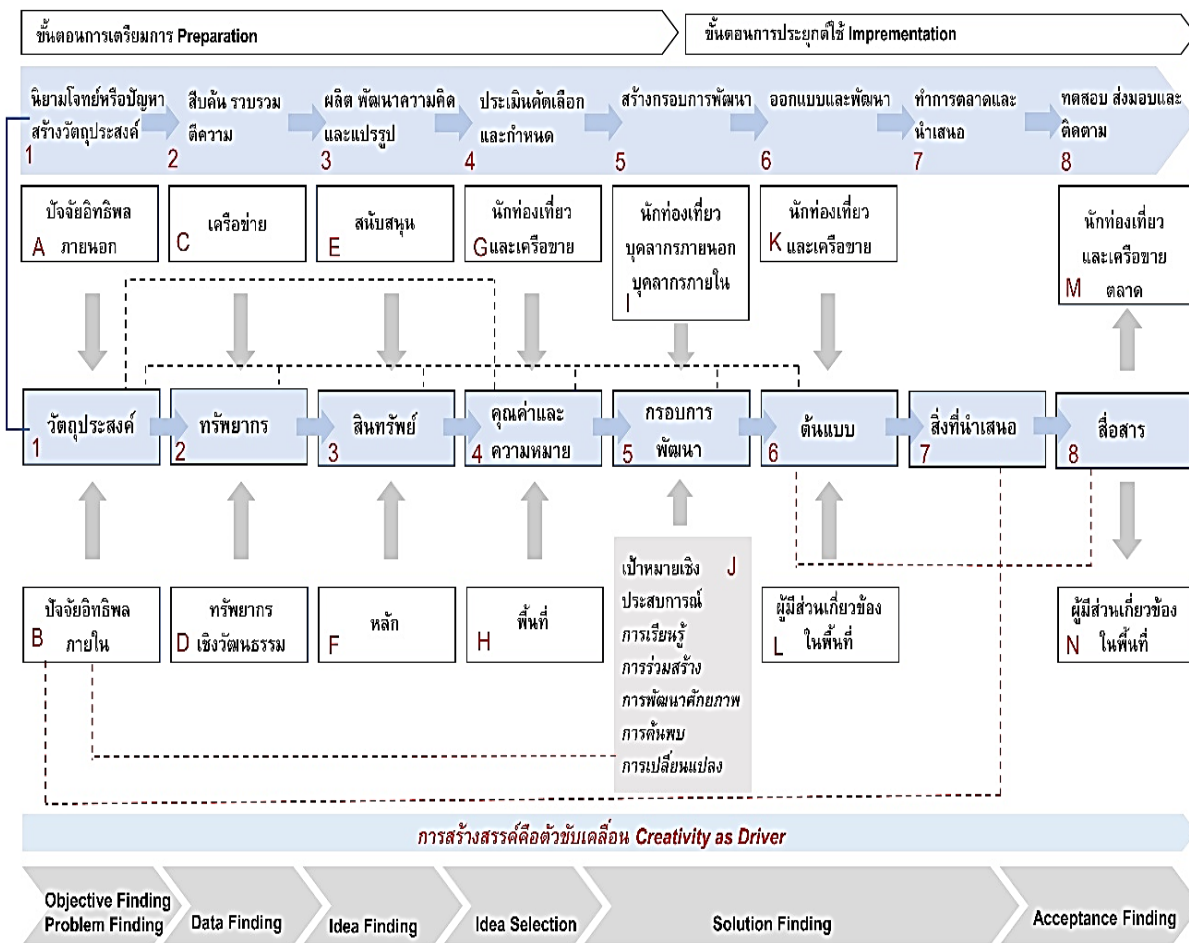 ขั้นตอนการเตรียมการ Preparation
ขั้นตอนการประยุกต์ใช้ Imprementation
นิยามโจทย์หรือปัญหา
สร้างวัตถุประสงค์
1
สืบค้น รวบรวม
ตีความ
2
ผลิต พัฒนาความคิด
และแปรรูป
3
ประเมินคัดเลือก
และกำหนด
4
สร้างกรอบการพัฒนา
5
ออกแบบและพัฒนา
6
ทำการตลาดและ
นำเสนอ
7
ทดสอบ ส่งมอบและ
ติดตาม
8
ปัจจัยอิทธิพล
A ภายนอก
เครือข่าย
C
สนับสนุน
E
นักท่องเที่ยว
G และเครือขาย
นักท่องเที่ยว
บุคลากรภายนอก
บุคลากรภายใน
I
นักท่องเที่ยว
K และเครือขาย
นักท่องเที่ยว
และเครือขาย
M ตลาด
วัตถุประสงค์
1
ทรัพยากร
2
สินทรัพย์
3
คุณค่าและ
4 ความหมาย
กรอบการ
5 พัฒนา
ต้นแบบ
6
สิ่งที่นำเสนอ
7
สื่อสาร
8
ปัจจัยอิทธิพล
B ภายใน
ทรัพยากร
D เชิงวัฒนธรรม
หลัก
F
พื้นที่
H
เป้าหมายเชิง J
ประสบการณ์
การเรียนรู้
การร่วมสร้าง
การพัฒนาศักยภาพ
การค้นพบ
การเปลี่ยนแปลง
ผู้มีส่วนเกี่ยวข้อง
L ในพื้นที่
ผู้มีส่วนเกี่ยวข้อง
N ในพื้นที่
การสร้างสรรค์คือตัวขับเคลื่อน Creativity as Driver
Objective Finding
Problem Finding
Data Finding
Idea Finding
Idea Selection
Solution Finding
Acceptance Finding